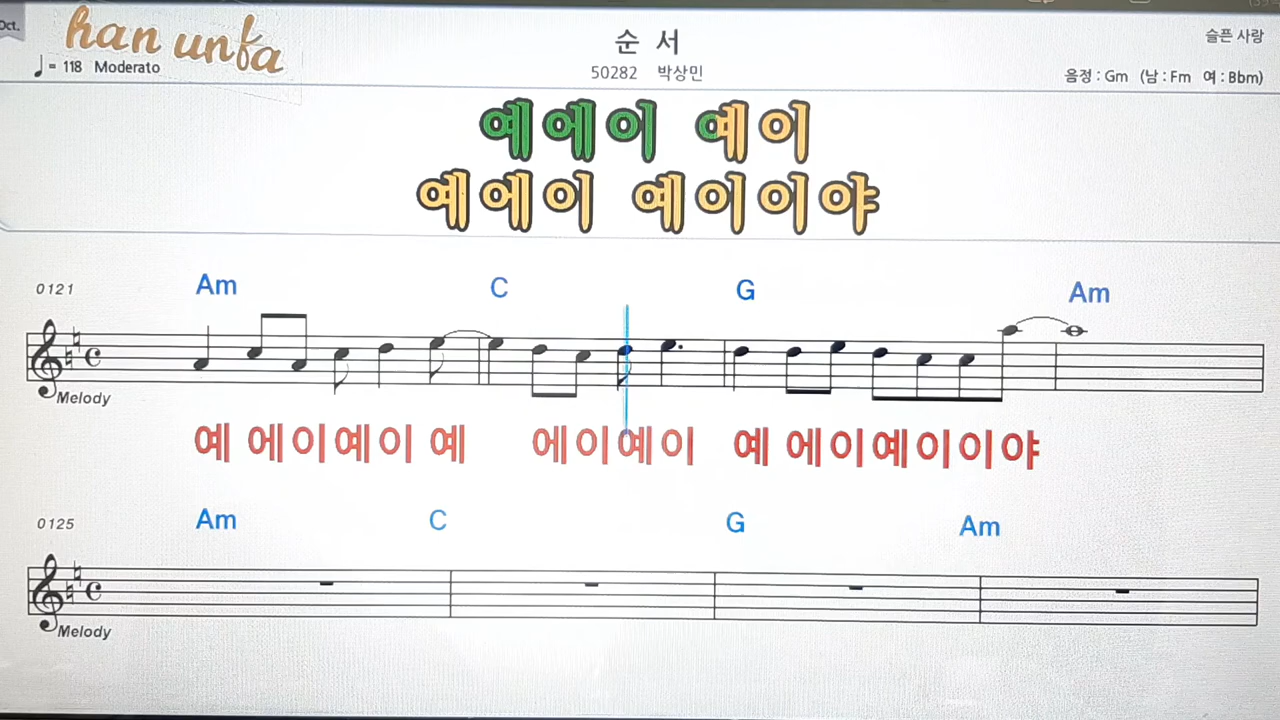 Oct.
han unfa
순 서
슬픈 사랑
♩= 118 Moderato
50282 박상민
음정 : Gm (남 : Fm 여 : Bbm)
예에이 예이
예에이 예이이야
0121
Am C G Am
Melody
예 에이예이 예 에이예이 예 에이예이이야
0125
Am C G Am
Melody